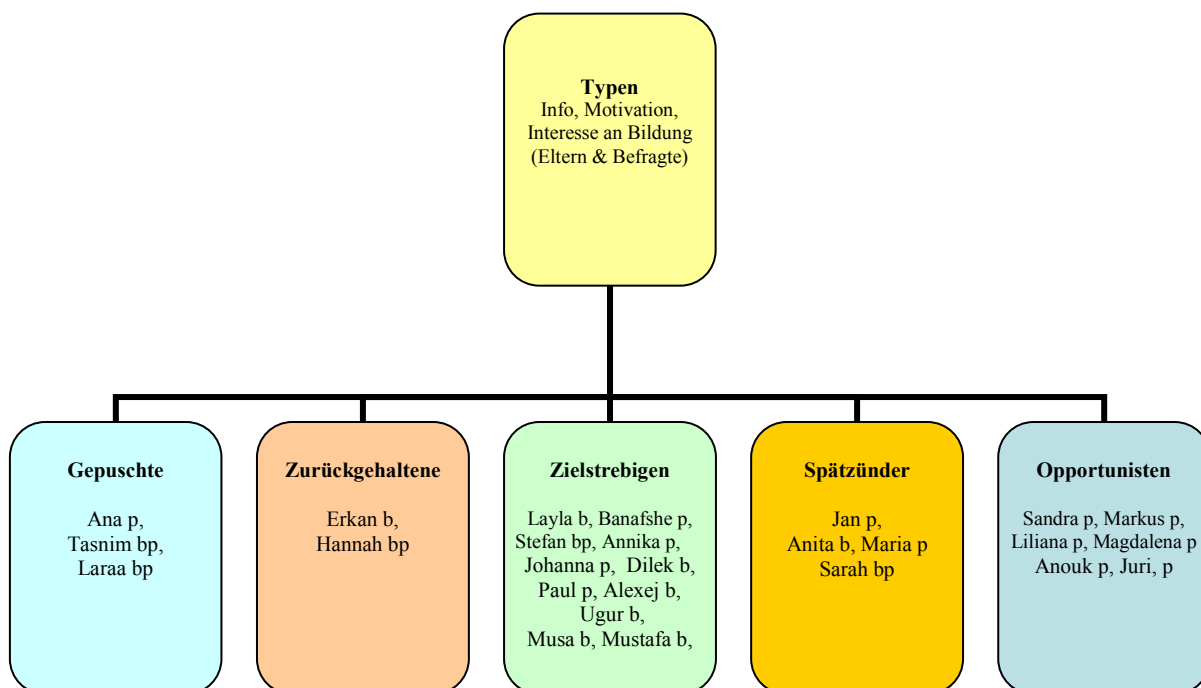 Typen
Info, Motivation,
Interesse an Bildung
(Eltern & Befragte)
Gepuschte
Ana p,
Tasnim bp,
Laraa bp
Zurückgehaltene
Erkan b,
Hannah bp
Zielstrebigen
Layla b, Banafshe p,
Stefan bp, Annika p,
Johanna p, Dilek b,
Paul p, Alexej b,
Ugur b,
Musa b, Mustafa b,
Spätzünder
Jan p,
Anita b, Maria p
Sarah bp
Opportunisten
Sandra p, Markus p,
Liliana p, Magdalena p
Anouk p, Juri, p